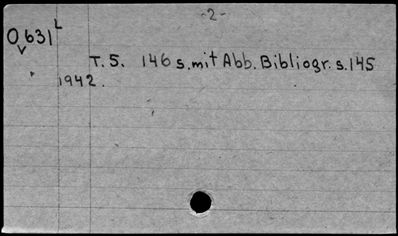 -2-
O,631 L
T. 5. 146 s. mit Abb. Bibliogr. s. 145
1942.